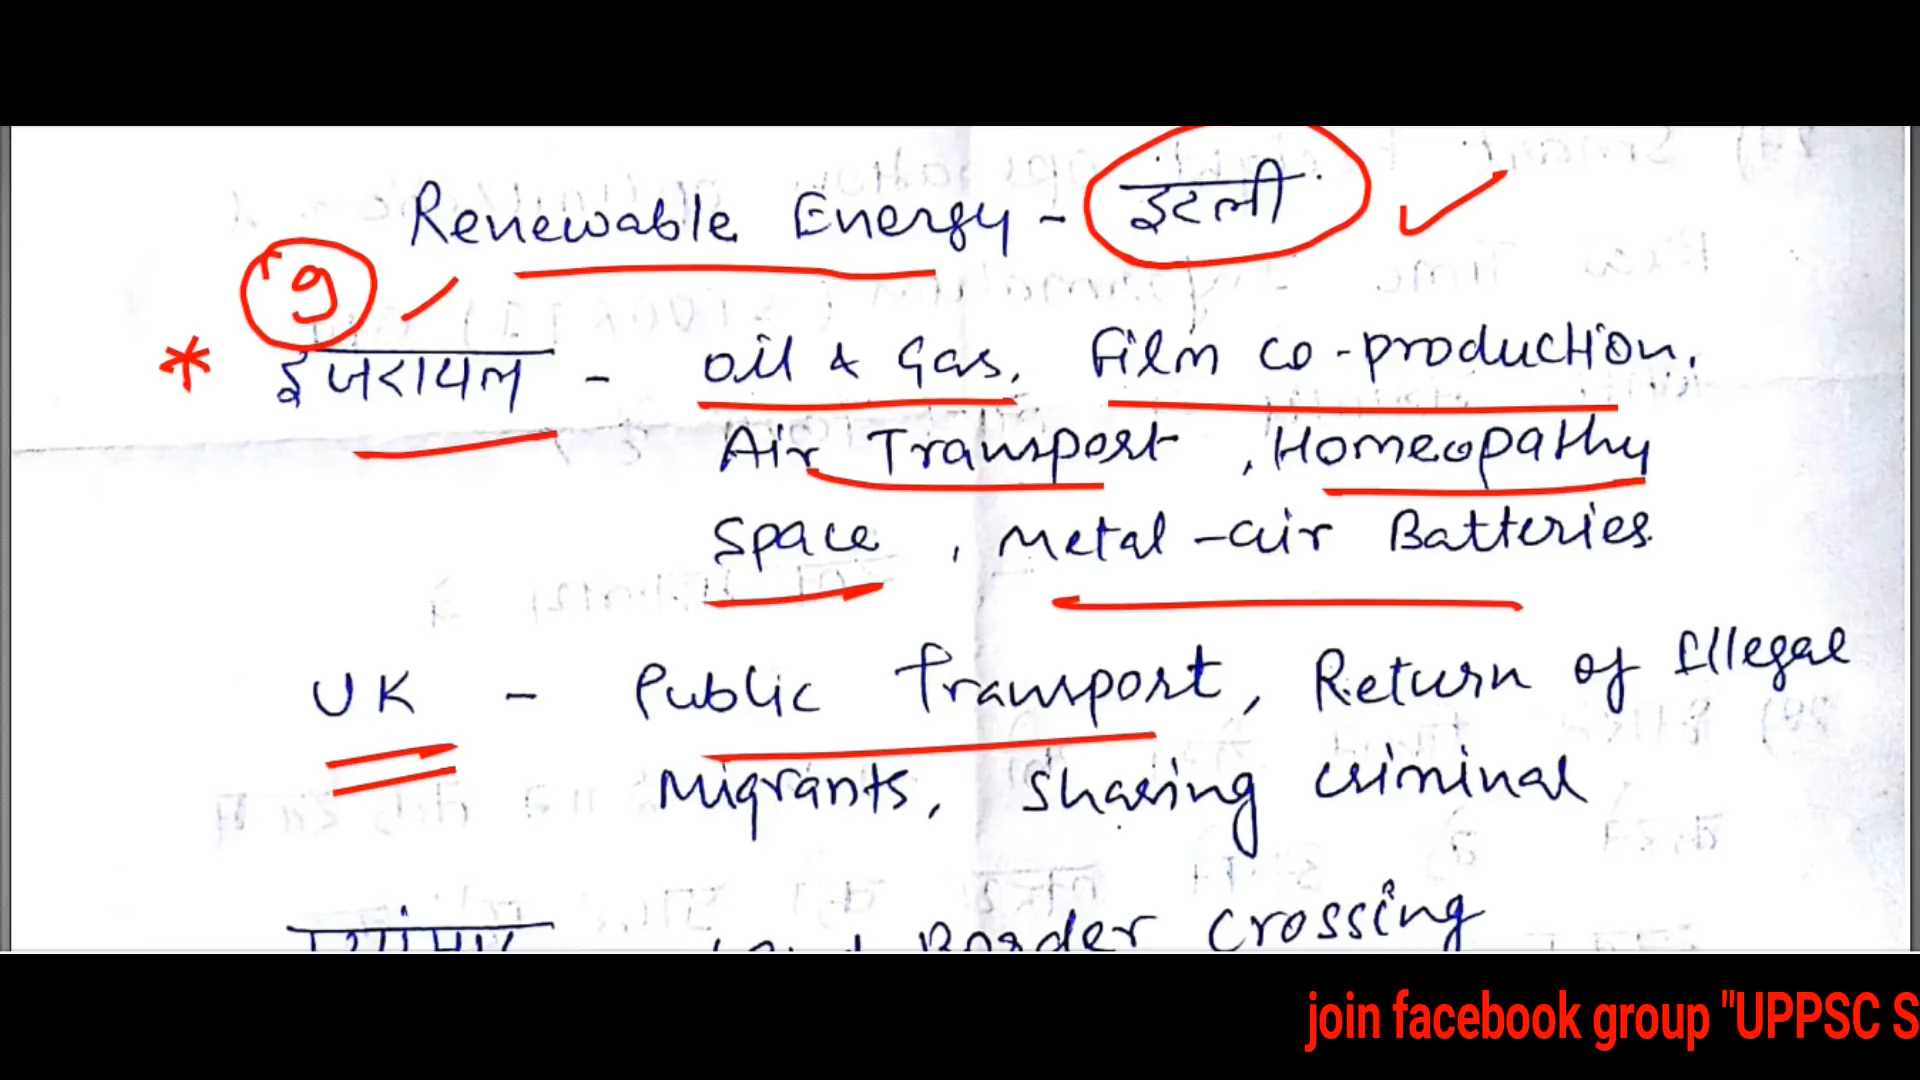 Renewable Energy - इटली
9
* इजरायल - Oil & Gas, Film co-production,
Air Transport, Homeopathy
Space, Metal-air Batteries
UK - Public Transport, Return of Illegal
Migrants, Sharing criminal
Border crossing
join facebook group "UPPSC S